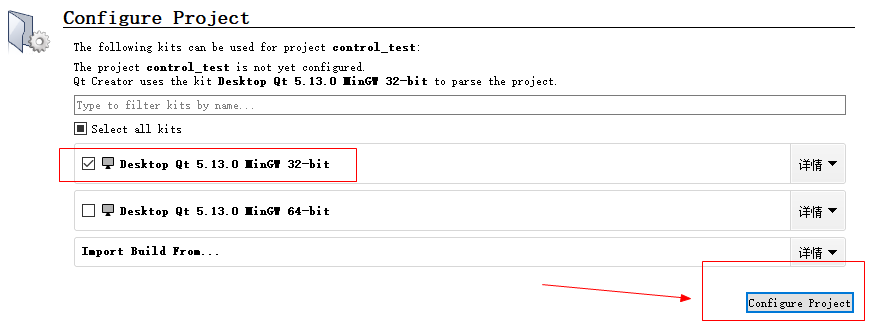 Configure Project
The following kits can be used for project control_test:
The project control_test is not yet configured.
Qt Creator uses the kit Desktop Qt 5.13.0 MinGW 32-bit to parse the project.
Type to filter kits by name...
Select all kits
Desktop Qt 5.13.0 MinGW 32-bit 详情
Desktop Qt 5.13.0 MinGW 64-bit 详情
Import Build From... 详情
Configure Project